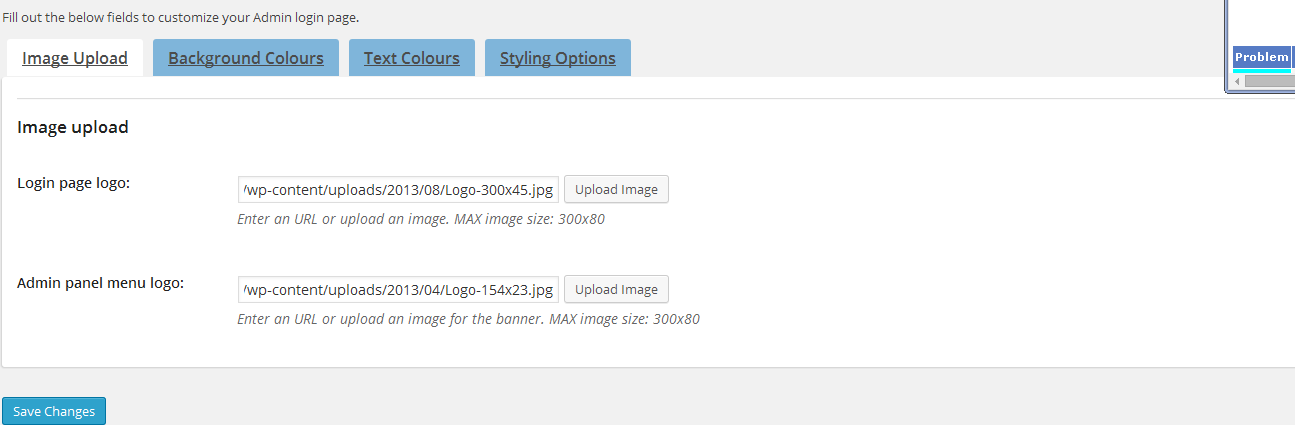 Fill out the below fields to customize your Admin login page.
Image Upload Background Colours Text Colours Styling Options
Problem
Image upload
Login page logo: /wp-content/uploads/2013/08/Logo-300x45.jpg Upload Image
Enter an URL or upload an image. MAX image size: 300x80
Admin panel menu logo: /wp-content/uploads/2013/04/Logo-154x23.jpg Upload Image
Enter an URL or upload an image for the banner. MAX image size: 300x80
Save Changes